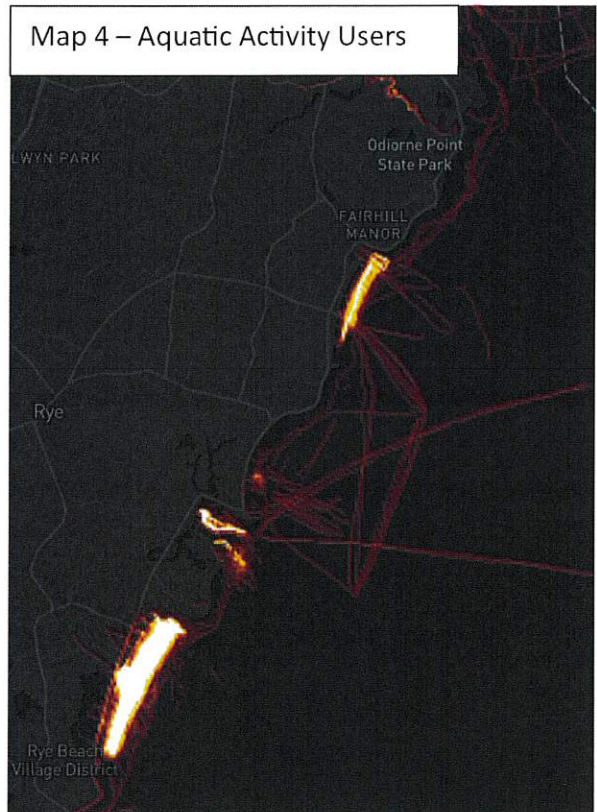 Map 4 – Aquatic Activity Users
LWYN PARK
Odiorne Point
State Park
FAIRHILL
MANOR
Rye
Rye Beach
Village District